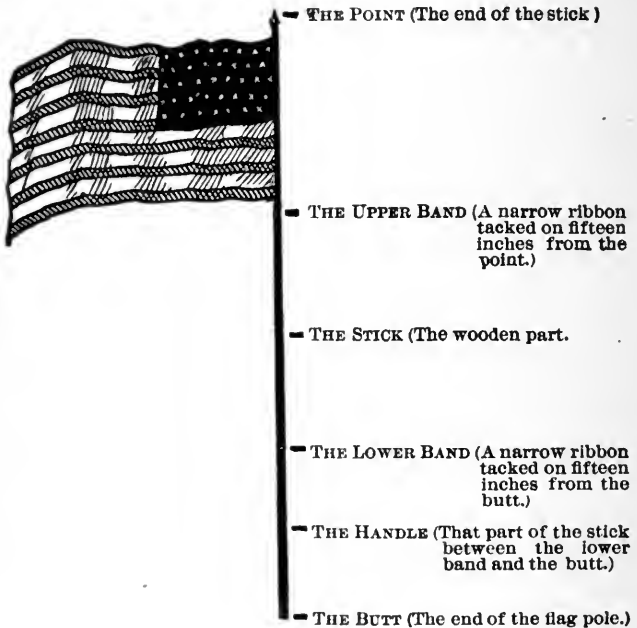 THE POINT (The end of the stick)
THE UPPER BAND (A narrow ribbon
tacked on fifteen
inches from the
point.)
THE STICK (The wooden part.
THE LOWER BAND (A narrow ribbon
tacked on fifteen
inches from the
butt.)
THE HANDLE (That part of the stick
between the lower
band and the butt.)
THE BUTT (The end of the flag pole.)